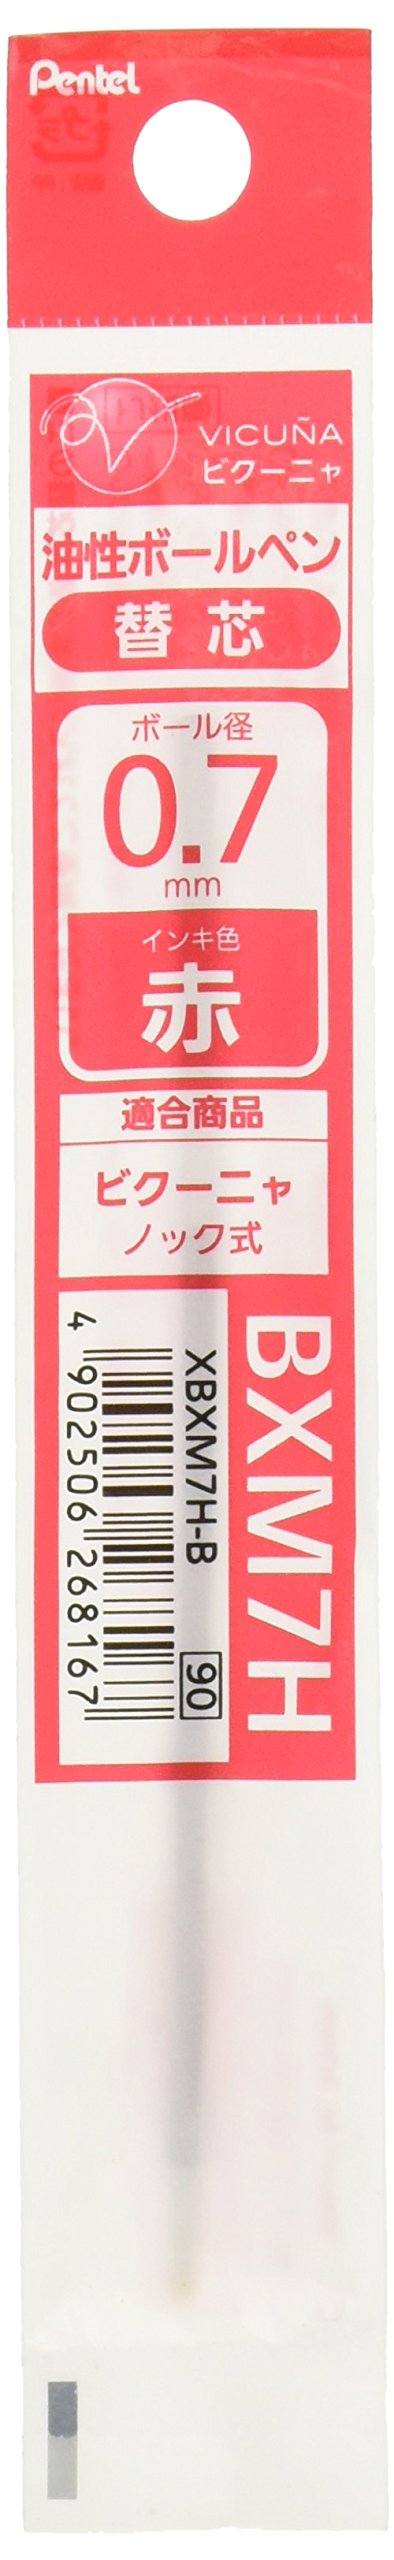 Pentel
VICUÑA
ビクーニャ
油性ボールペン
替芯
ボール径
0.7
mm
インキ色
赤
適合商品
ビクーニャ
ノック式
BXM7H
XBXM7H-B
90
4 902506 268167